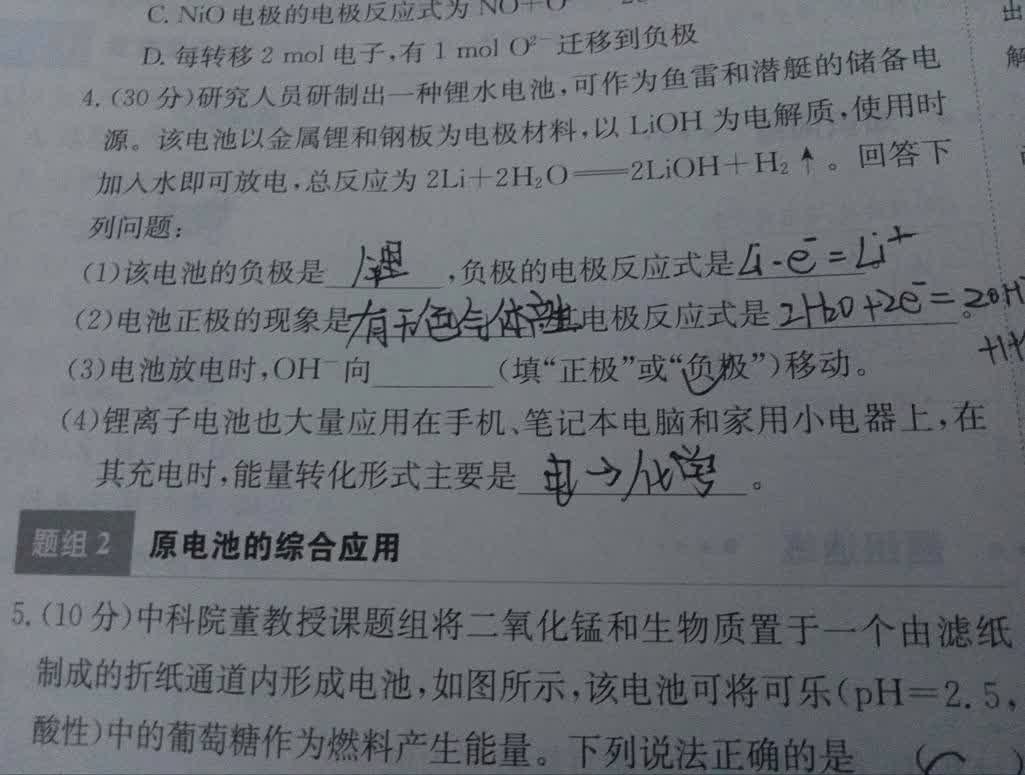 C. NiO 电极的电极反应式为 NO+O
D. 每转移 2 mol 电子,有 1 mol O²⁻ 迁移到负极
4. (30 分)研究人员研制出一种锂水电池,可作为鱼雷和潜艇的储备电
源。该电池以金属锂和钢板为电极材料,以 LiOH 为电解质,使用时
加入水即可放电,总反应为 2Li+2H₂O══2LiOH+H₂↑。回答下
列问题:
(1)该电池的负极是 锂 ,负极的电极反应式是 Li-e⁻=Li⁺
(2)电池正极的现象是 有无色气体产生 电极反应式是 2H₂O+2e⁻=2OH 。
(3)电池放电时,OH⁻ 向________(填“正极”或“负极”)移动。
(4)锂离子电池也大量应用在手机、笔记本电脑和家用小电器上,在
其充电时,能量转化形式主要是 电→化学 。
题组 2 原电池的综合应用
5. (10 分)中科院董教授课题组将二氧化锰和生物质置于一个由滤纸
制成的折纸通道内形成电池,如图所示,该电池可将可乐(pH=2.5,
酸性)中的葡萄糖作为燃料产生能量。下列说法正确的是 ( C )
出
解